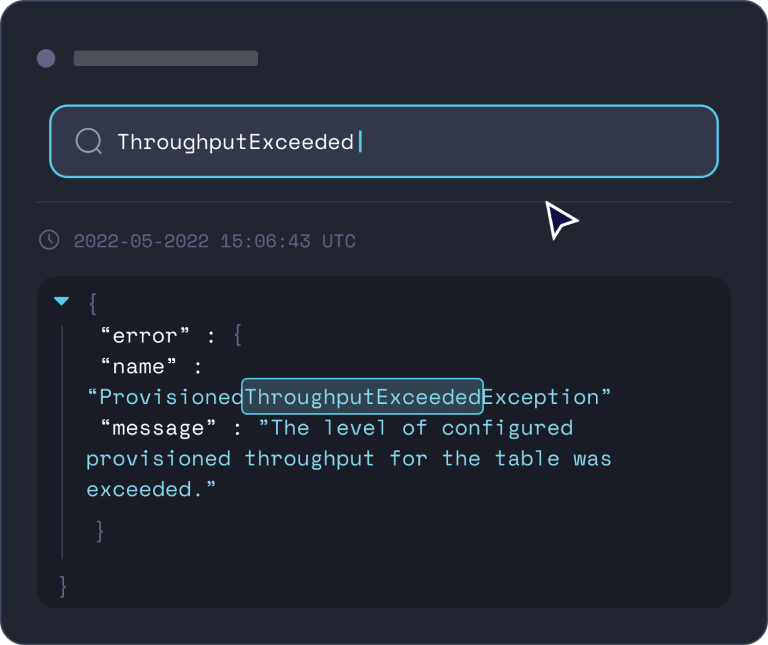 ThroughputExceeded
2022-05-2022 15:06:43 UTC
{
“error” : {
“name” :
“ProvisionedThroughputExceededException”
“message” : ”The level of configured
provisioned throughput for the table was
exceeded.”
}
}